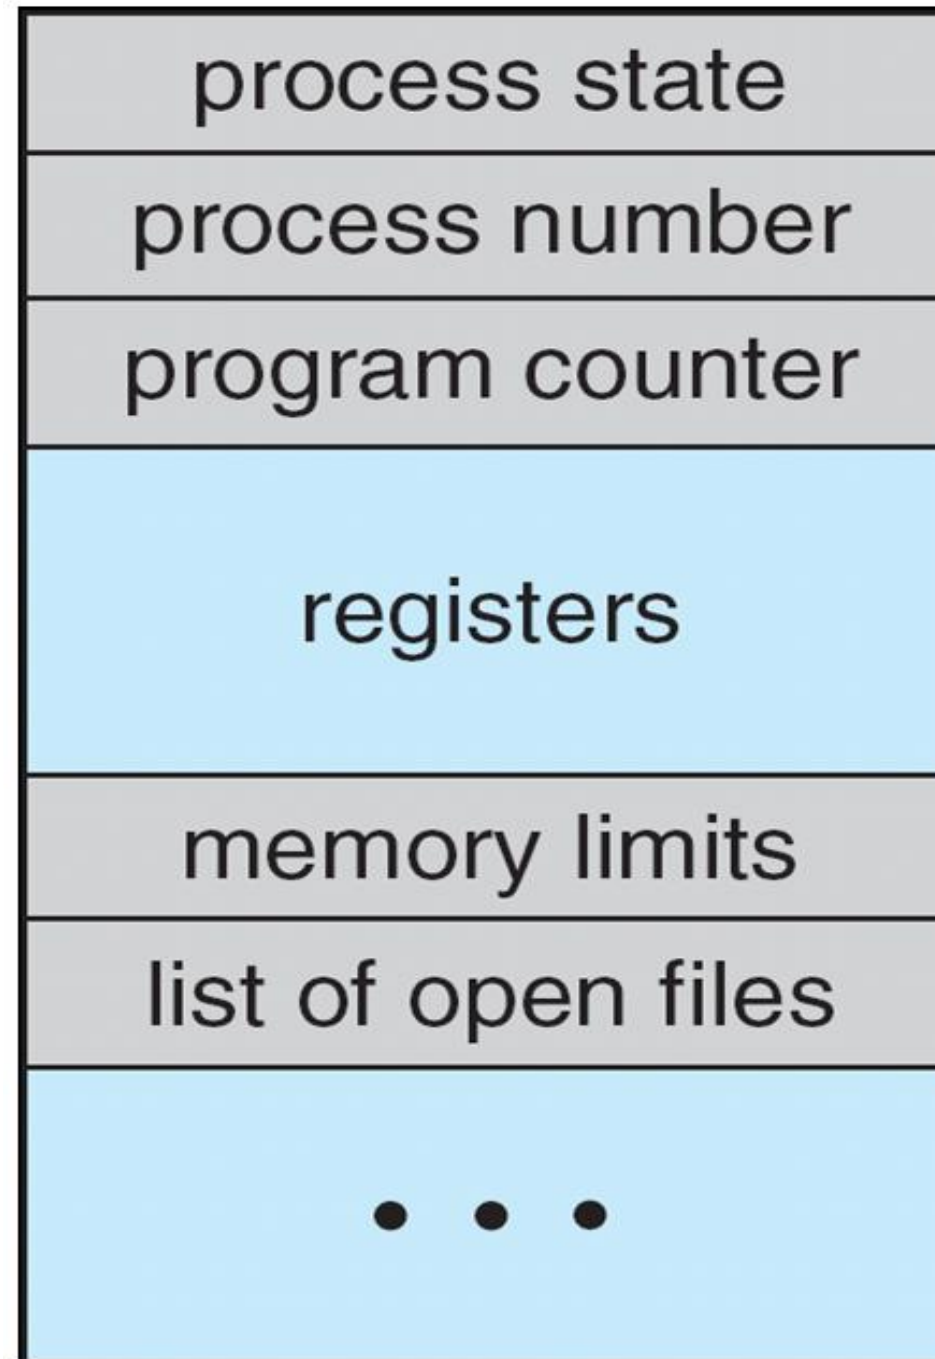 process state
process number
program counter
registers
memory limits
list of open files
• • •